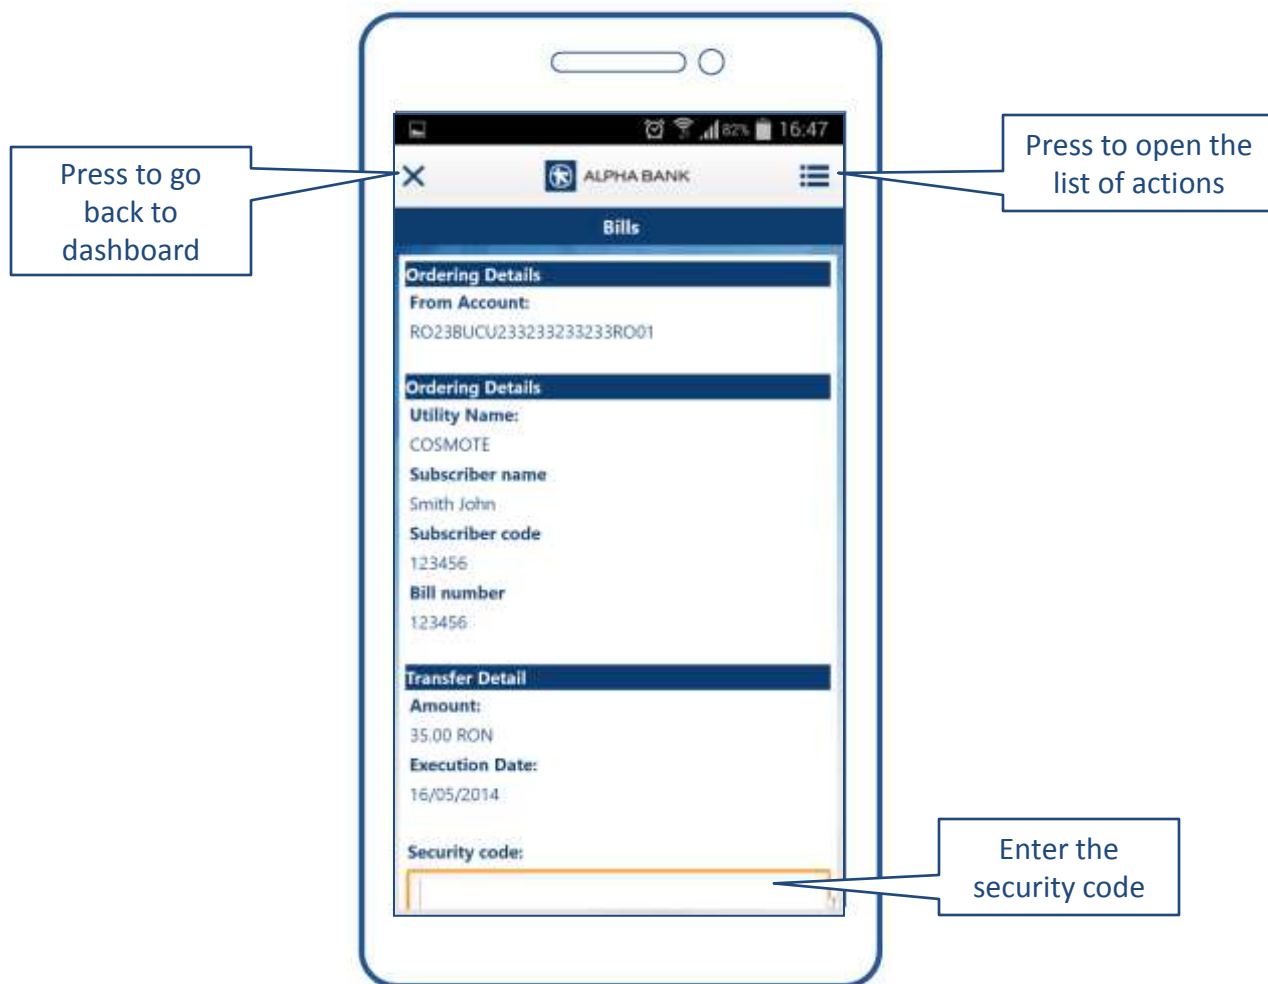 82% 16:47
Press to go
back to
dashboard
ALPHA BANK
Press to open the
list of actions
Bills
Ordering Details
From Account:
RO23BUCU233233233233RO01
Ordering Details
Utility Name:
COSMOTE
Subscriber name
Smith John
Subscriber code
123456
Bill number
123456
Transfer Detail
Amount:
35.00 RON
Execution Date:
16/05/2014
Security code:
Enter the
security code